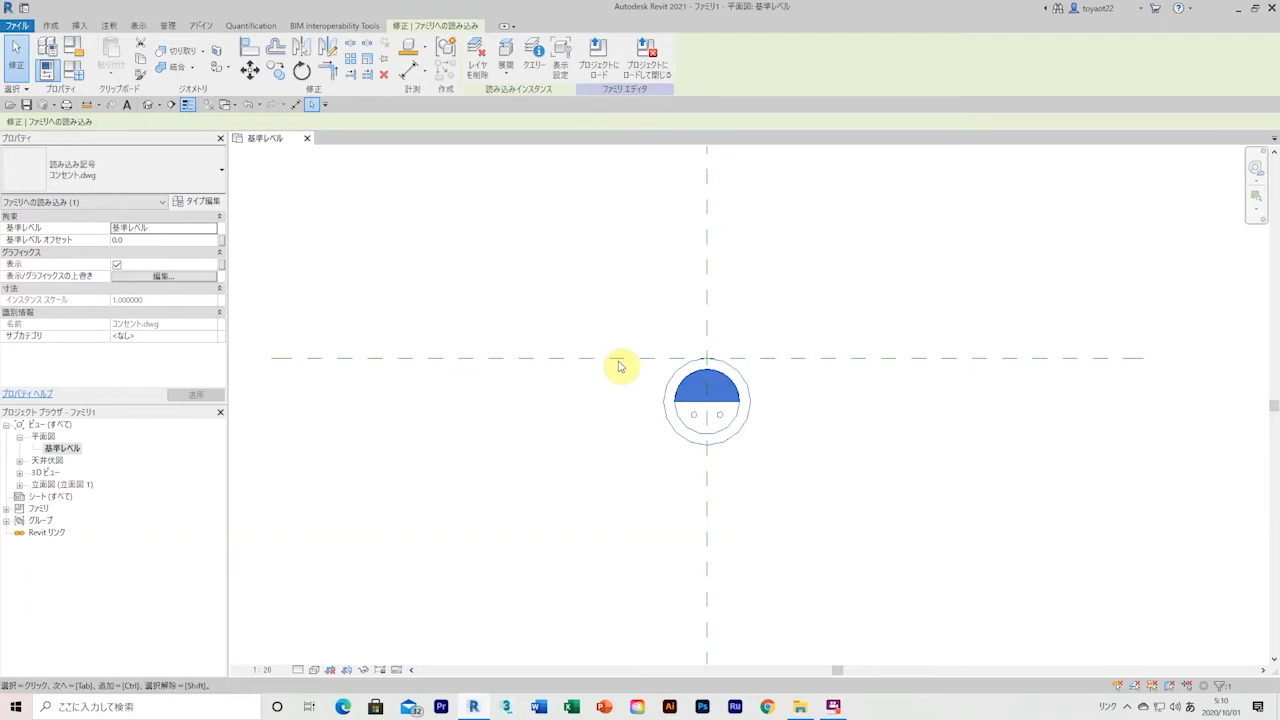 Autodesk Revit 2021 - ファミリ1 - 平面図: 基準レベル
toyaot22
ファイル 作成 挿入 注釈 表示 管理 アドイン Quantification BIM Interoperability Tools 修正 | ファミリへの読み込み
修正
貼り付け
切り取り
結合
レイヤを削除
展開
クエリー
表示設定
プロジェクトにロード
プロジェクトにロードして閉じる
選択 プロパティ クリップボード ジオメトリ 修正 計測 作成 読み込みインスタンス ファミリ エディタ
修正 | ファミリへの読み込み
プロパティ
基準レベル
読み込み記号
コンセント.dwg
ファミリへの読み込み (1)
タイプ編集
拘束
基準レベル 基準レベル
基準レベル オフセット 0.0
グラフィックス
表示
表示/グラフィックスの上書き 編集...
寸法
インスタンス スケール 1.000000
識別情報
名前 コンセント.dwg
サブカテゴリ <なし>
プロパティヘルプ 適用
プロジェクト ブラウザ - ファミリ1
ビュー (すべて)
平面図
基準レベル
天井伏図
3Dビュー
立面図 (立面図 1)
シート (すべて)
ファミリ
グループ
Revit リンク
1 : 20
選択=クリック、次へ=[Tab]、追加=[Ctrl]、選択解除=[Shift]。
:1
ここに入力して検索
32
リンク
あ
5:10
2020/10/01